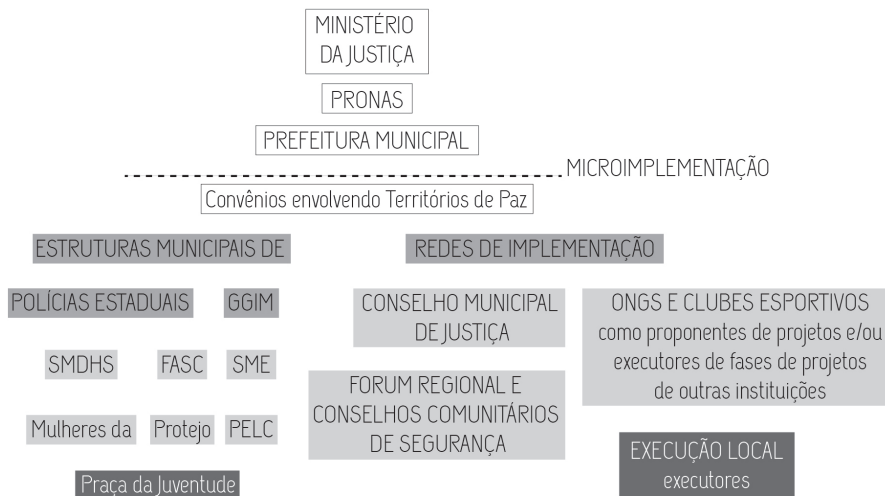 MINISTÉRIO
DA JUSTIÇA
PRONAS
PREFEITURA MUNICIPAL
MICROIMPLEMENTAÇÃO
Convênios envolvendo Territórios de Paz
ESTRUTURAS MUNICIPAIS DE
REDES DE IMPLEMENTAÇÃO
POLÍCIAS ESTADUAIS
GGIM
CONSELHO MUNICIPAL
DE JUSTIÇA
ONGS E CLUBES ESPORTIVOS
como proponentes de projetos e/ou
executores de fases de projetos
de outras instituições
SMDHS
FASC
SME
FORUM REGIONAL E
CONSELHOS COMUNITÁRIOS
DE SEGURANÇA
Mulheres da
Protejo
PELC
EXECUÇÃO LOCAL
executores
Praça da Juventude